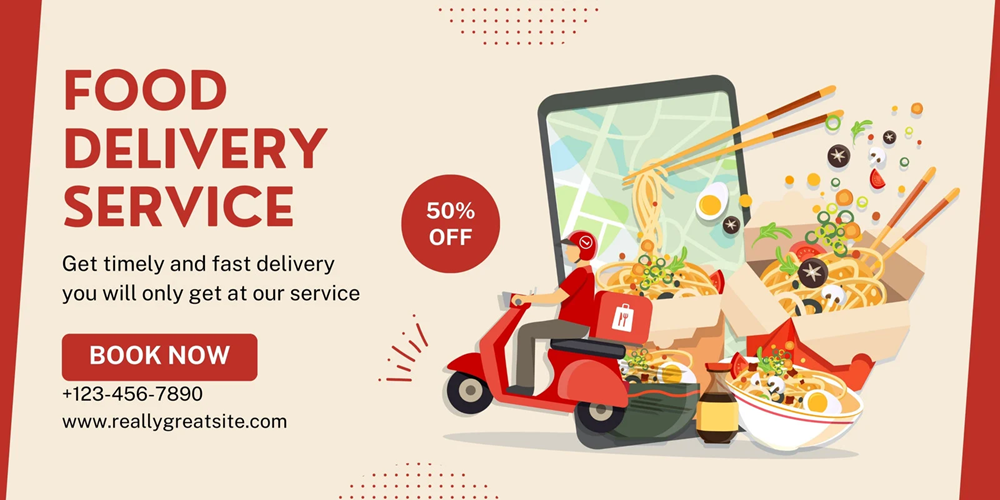 FOOD
DELIVERY
SERVICE
Get timely and fast delivery
you will only get at our service
BOOK NOW
+123-456-7890
www.reallygreatsite.com
50%
OFF